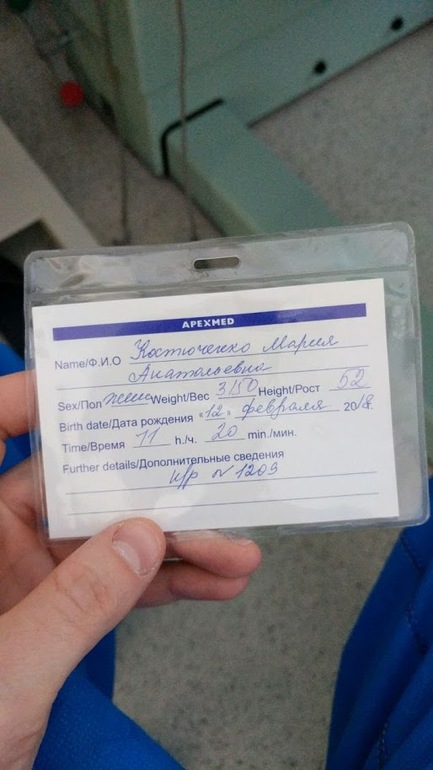 APEXMED
Name/Ф.И.О Костюченко Мария
Анатольевна
Sex/Пол жен Weight/Вес 3150 Height/Рост 52
Birth date/Дата рождения «12» февраля 2018.
Time/Время 11 h./ч. 20 min./мин.
Further details/Дополнительные сведения
и/р № 1209